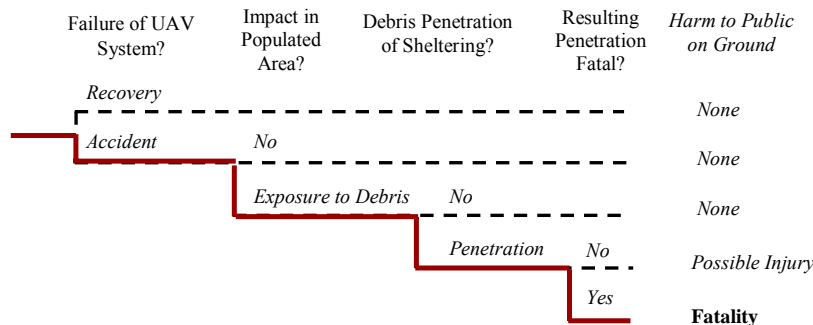 Failure of UAV
System?
Impact in
Populated
Area?
Debris Penetration
of Sheltering?
Resulting
Penetration
Fatal?
Harm to Public
on Ground
Recovery
None
Accident
No
None
Exposure to Debris
No
None
Penetration
No
Possible Injury
Yes
Fatality